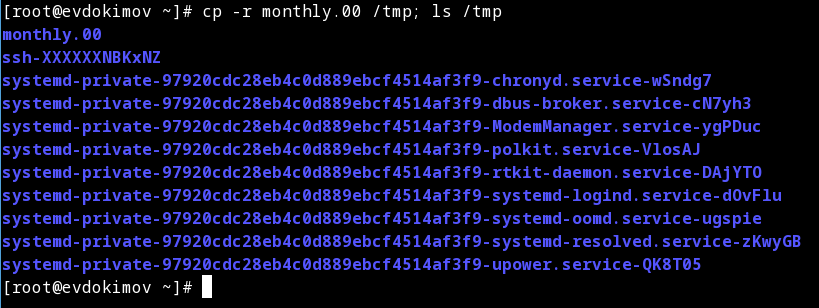 [root@evdokimov ~]# cp -r monthly.00 /tmp; ls /tmp
monthly.00
ssh-XXXXXXNBKxNZ
systemd-private-97920cdc28eb4c0d889ebcf4514af3f9-chronyd.service-wSndg7
systemd-private-97920cdc28eb4c0d889ebcf4514af3f9-dbus-broker.service-cN7yh3
systemd-private-97920cdc28eb4c0d889ebcf4514af3f9-ModemManager.service-ygPDuc
systemd-private-97920cdc28eb4c0d889ebcf4514af3f9-polkit.service-VlosAJ
systemd-private-97920cdc28eb4c0d889ebcf4514af3f9-rtkit-daemon.service-DAjYTO
systemd-private-97920cdc28eb4c0d889ebcf4514af3f9-systemd-logind.service-dOvFlu
systemd-private-97920cdc28eb4c0d889ebcf4514af3f9-systemd-oomd.service-ugspie
systemd-private-97920cdc28eb4c0d889ebcf4514af3f9-systemd-resolved.service-zKwyGB
systemd-private-97920cdc28eb4c0d889ebcf4514af3f9-upower.service-QK8T05
[root@evdokimov ~]#